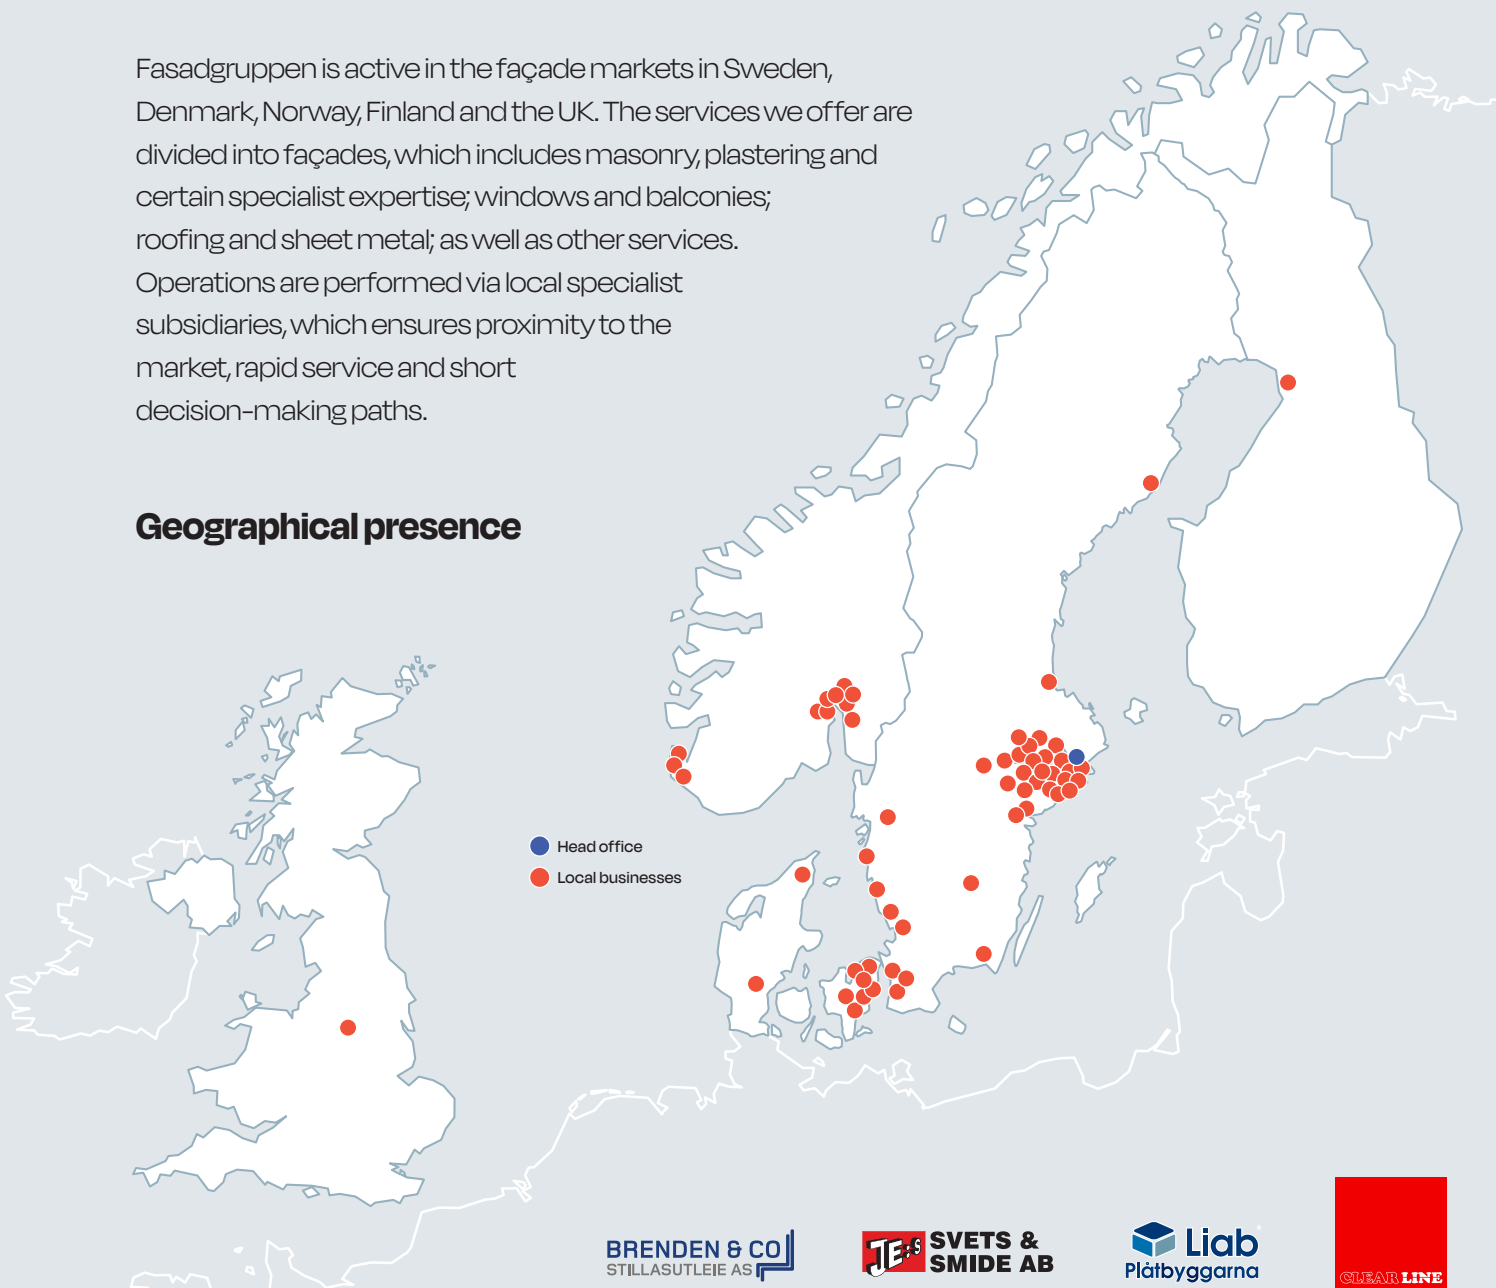 Fasadgruppen is active in the façade markets in Sweden,
Denmark, Norway, Finland and the UK. The services we offer are
divided into façades, which includes masonry, plastering and
certain specialist expertise; windows and balconies;
roofing and sheet metal; as well as other services.
Operations are performed via local specialist
subsidiaries, which ensures proximity to the
market, rapid service and short
decision-making paths.
Geographical presence
Head office
Local businesses
BRENDEN & CO
STILLASUTLEIE AS
JE:S SVETS &
SMIDE AB
Liab
Plåtbyggarna
CLEAR LINE